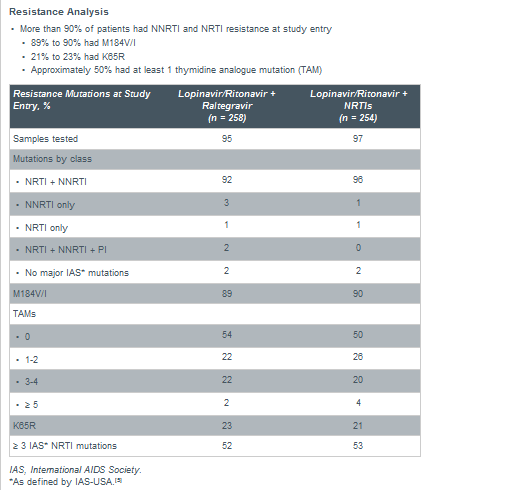 Resistance Analysis
• More than 90% of patients had NNRTI and NRTI resistance at study entry
• 89% to 90% had M184V/I
• 21% to 23% had K65R
• Approximately 50% had at least 1 thymidine analogue mutation (TAM)
Resistance Mutations at Study Entry, % Lopinavir/Ritonavir + Raltegravir (n = 258) Lopinavir/Ritonavir + NRTIs (n = 254)
Samples tested 95 97
Mutations by class
• NRTI + NNRTI 92 96
• NNRTI only 3 1
• NRTI only 1 1
• NRTI + NNRTI + PI 2 0
• No major IAS* mutations 2 2
M184V/I 89 90
TAMs
• 0 54 50
• 1-2 22 26
• 3-4 22 20
• ≥ 5 2 4
K65R 23 21
≥ 3 IAS* NRTI mutations 52 53
IAS, International AIDS Society.
*As defined by IAS-USA.[5]